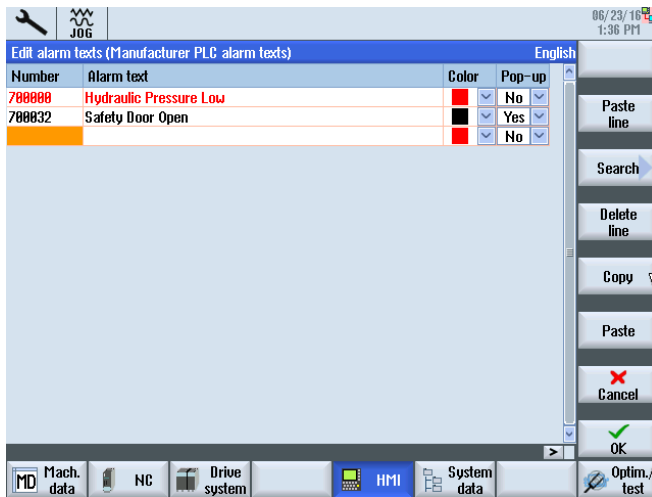 JOG
06/23/16
1:36 PM
Edit alarm texts (Manufacturer PLC alarm texts) English
Number Alarm text Color Pop-up
700000 Hydraulic Pressure Low No
700032 Safety Door Open Yes
No
Paste
line
Search
Delete
line
Copy
Paste
Cancel
OK
MD Mach.
data
NC
Drive
system
HMI
System
data
Optim./
test